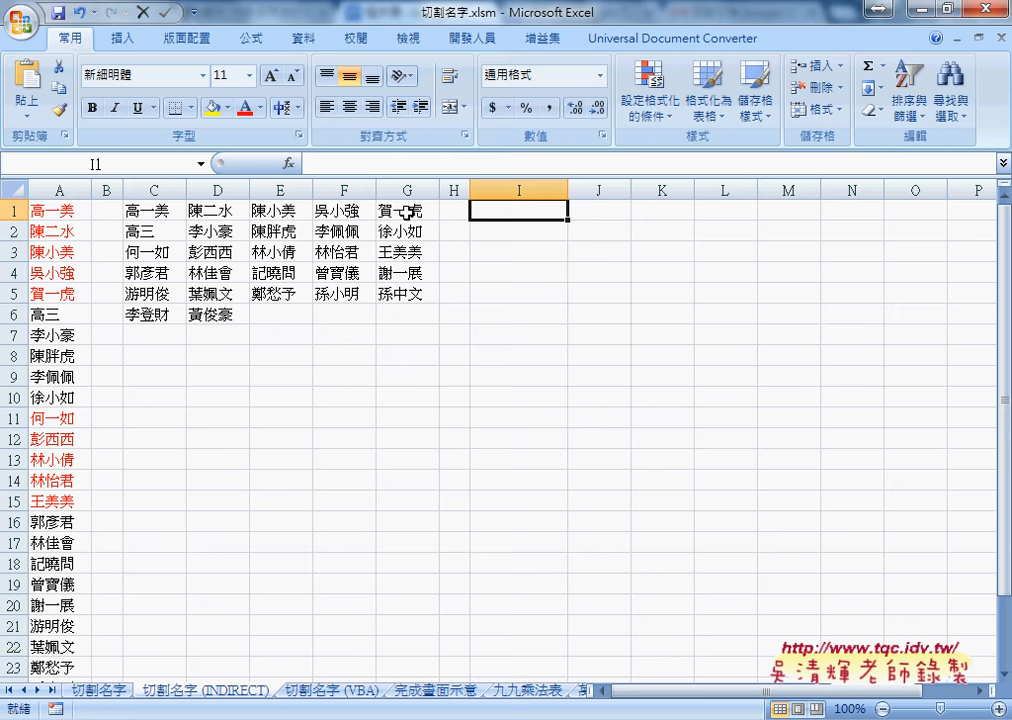 切割名字.xlsm - Microsoft Excel
常用 插入 版面配置 公式 資料 校閱 檢視 開發人員 增益集 Universal Document Converter
新細明體 11 通用格式
貼上 B I U A 中 $ % , 設定格式化的條件 格式化為表格 儲存格樣式 插入 刪除 格式 Σ 排序與篩選 尋找與選取
剪貼簿 字型 對齊方式 數值 樣式 儲存格 編輯
I1 fx
A B C D E F G H I J K L M N O P
1 高一美 高一美 陳二水 陳小美 吳小強 賀一虎
2 陳二水 高三 李小豪 陳胖虎 李佩佩 徐小如
3 陳小美 何一如 彭西西 林小倩 林怡君 王美美
4 吳小強 郭彥君 林佳會 記曉問 曾寶儀 謝一展
5 賀一虎 游明俊 葉姵文 鄭愁予 孫小明 孫中文
6 高三 李登財 黃俊豪
7 李小豪
8 陳胖虎
9 李佩佩
10 徐小如
11 何一如
12 彭西西
13 林小倩
14 林怡君
15 王美美
16 郭彥君
17 林佳會
18 記曉問
19 曾寶儀
20 謝一展
21 游明俊
22 葉姵文
23 鄭愁予
http://www.tqc.idv.tw/
吳清輝老師錄製
切割名字 切割名字 (INDIRECT) 切割名字 (VBA) 完成畫面示意 九九乘法表
就緒 100%